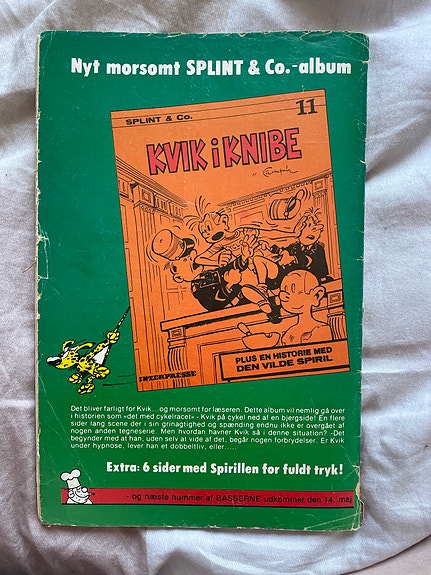 Nyt morsomt SPLINT & Co.-album
SPLINT & Co.
11
KVIK i KNIBE
PLUS EN HISTORIE MED
DEN VILDE SPIRIL
INTERPRESSE
Det bliver farligt for Kvik... og morsomt for læseren. Dette album vil nemlig gå over
i historien som «det med cykelracet» - Kvik på cykel ned af en bjergside! En flere
sider lang scene der i sin grinagtighed og spænding endnu ikke er overgået af
nogen anden tegneserie. Men hvordan havner Kvik så i denne situation? -Det
begynder med at han, uden selv at vide af det, begår nogen forbrydelser. Er Kvik
under hypnose, lever han et dobbeltliv, eller.....
Extra: 6 sider med Spirillen for fuldt tryk!
- og næste nummer af BASSERNE udkommer den 14. maj